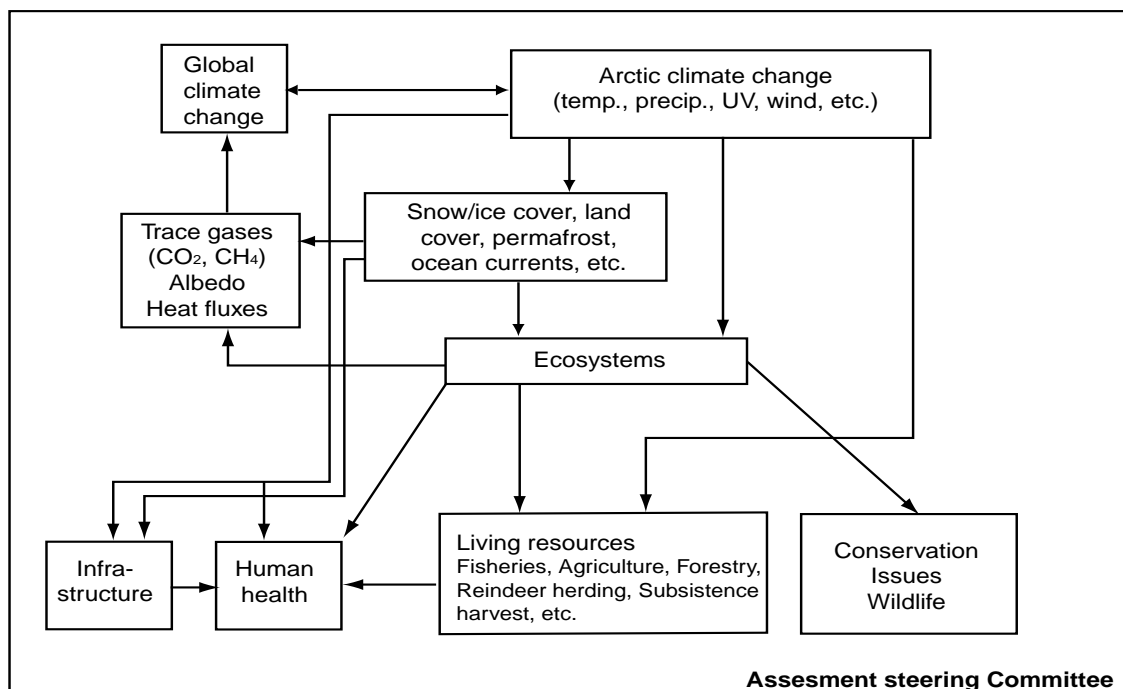 Global
climate
change
Arctic climate change
(temp., precip., UV, wind, etc.)
Snow/ice cover, land
cover, permafrost,
ocean currents, etc.
Trace gases
(CO₂, CH₄)
Albedo
Heat fluxes
Ecosystems
Infra-
structure
Human
health
Living resources
Fisheries, Agriculture, Forestry,
Reindeer herding, Subsistence
harvest, etc.
Conservation
Issues
Wildlife
Assesment steering Committee